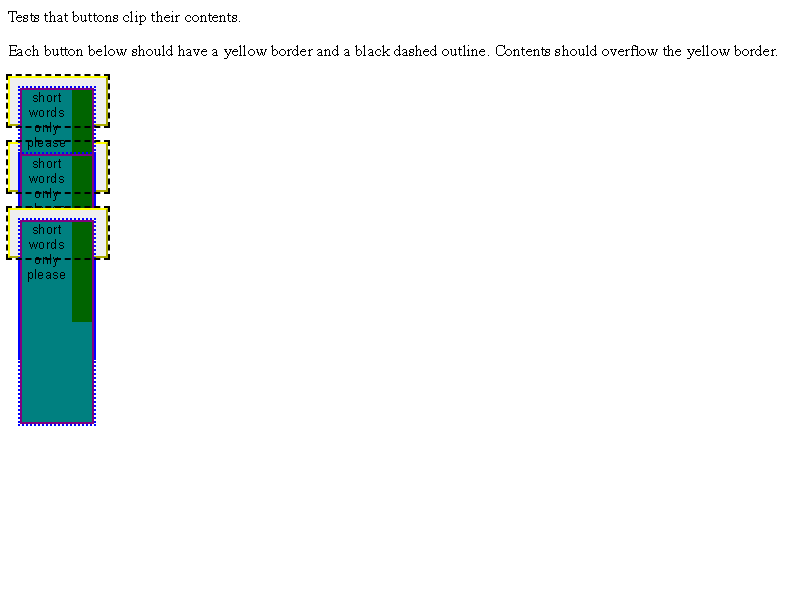 Tests that buttons clip their contents.
Each button below should have a yellow border and a black dashed outline. Contents should overflow the yellow border.
short
words
only
please
short
words
only
short
words
only
please